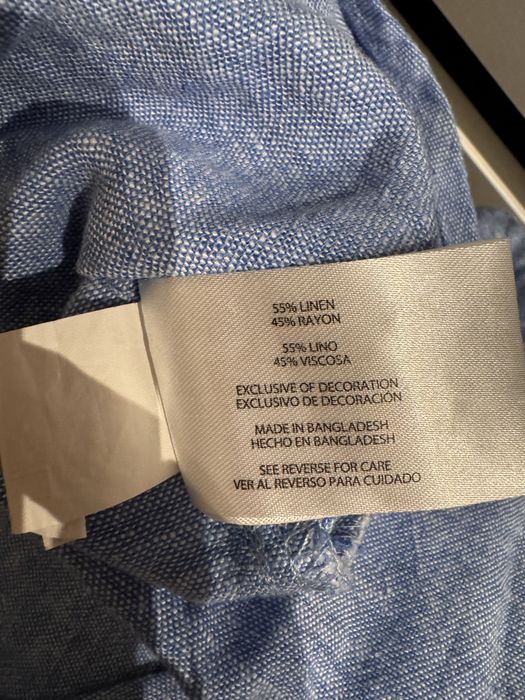 55% LINEN
45% RAYON
55% LINO
45% VISCOSA
EXCLUSIVE OF DECORATION
EXCLUSIVO DE DECORACIÓN
MADE IN BANGLADESH
HECHO EN BANGLADESH
SEE REVERSE FOR CARE
VER AL REVERSO PARA CUIDADO